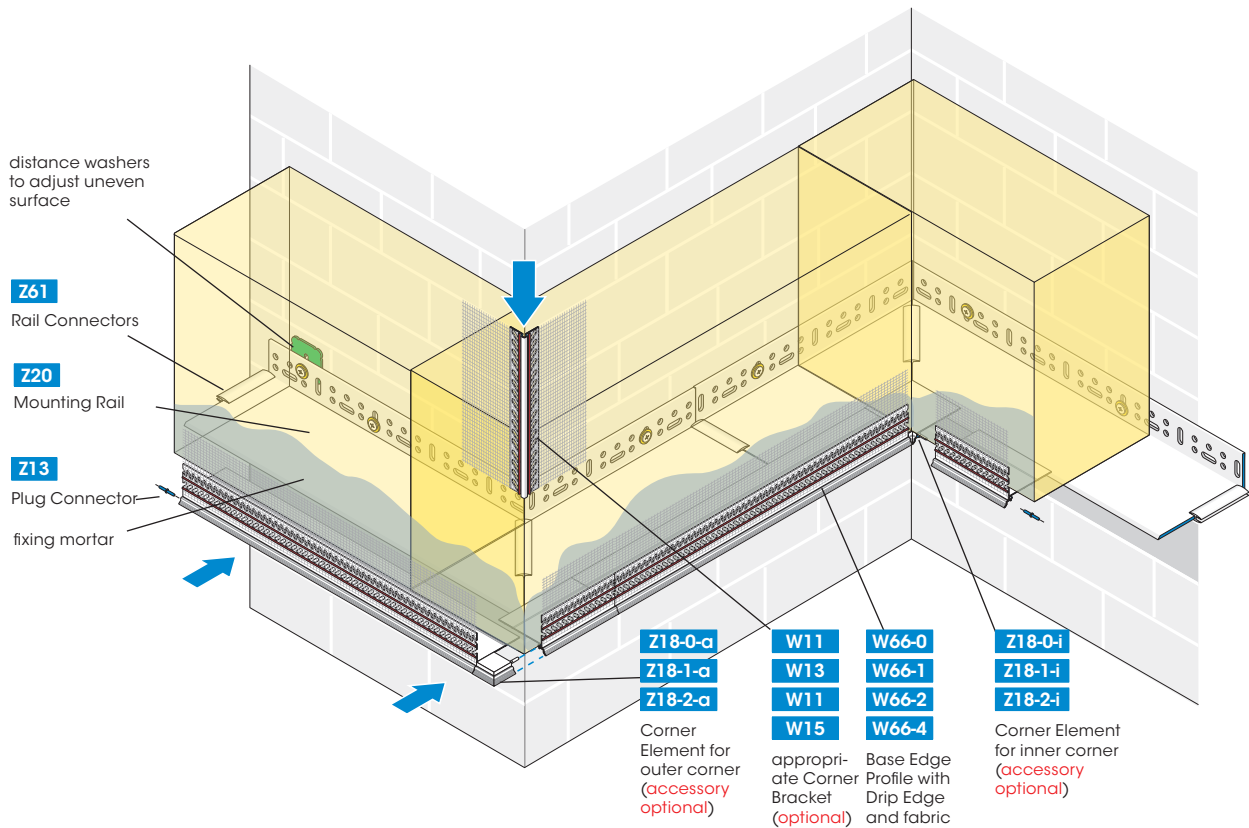 distance washers
to adjust uneven
surface
Z61
Rail Connectors
Z20
Mounting Rail
Z13
Plug Connector
fixing mortar
Z18-0-a
Z18-1-a
Z18-2-a
Corner
Element for
outer corner
(accessory
optional)
W11
W13
W11
W15
appropri-
ate Corner
Bracket
(optional)
W66-0
W66-1
W66-2
W66-4
Base Edge
Profile with
Drip Edge
and fabric
Z18-0-i
Z18-1-i
Z18-2-i
Corner Element
for inner corner
(accessory
optional)